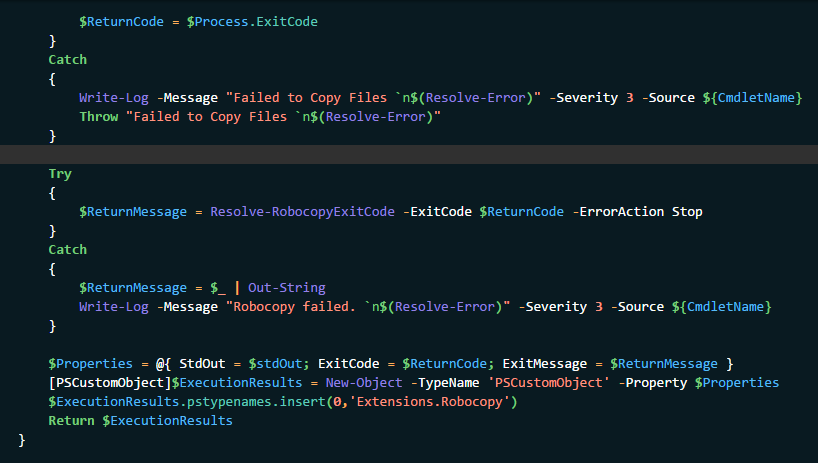 $ReturnCode = $Process.ExitCode
}
Catch
{
Write-Log -Message "Failed to Copy Files `n$(Resolve-Error)" -Severity 3 -Source ${CmdletName}
Throw "Failed to Copy Files `n$(Resolve-Error)"
}
Try
{
$ReturnMessage = Resolve-RobocopyExitCode -ExitCode $ReturnCode -ErrorAction Stop
}
Catch
{
$ReturnMessage = $_ | Out-String
Write-Log -Message "Robocopy failed. `n$(Resolve-Error)" -Severity 3 -Source ${CmdletName}
}
$Properties = @{ StdOut = $stdOut; ExitCode = $ReturnCode; ExitMessage = $ReturnMessage }
[PSCustomObject]$ExecutionResults = New-Object -TypeName 'PSCustomObject' -Property $Properties
$ExecutionResults.pstypenames.insert(0,'Extensions.Robocopy')
Return $ExecutionResults
}